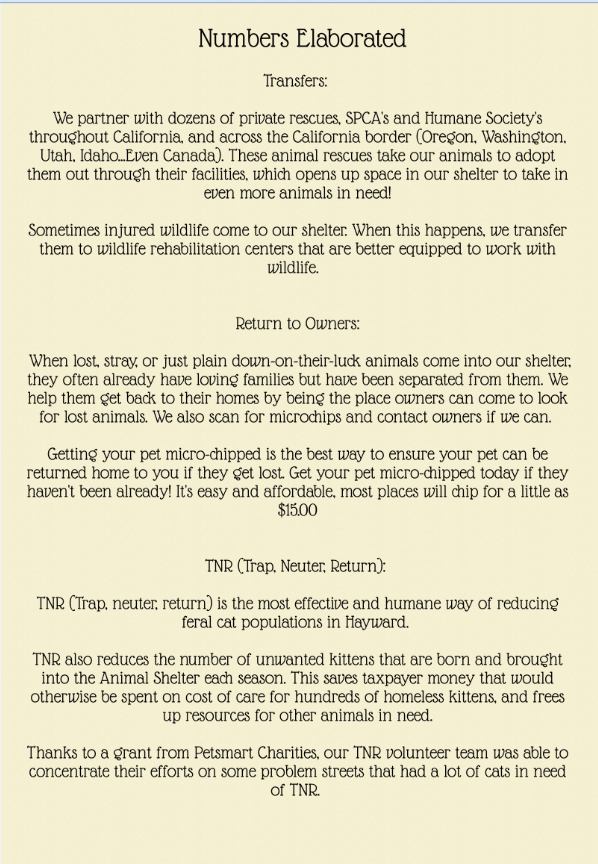 Numbers Elaborated
Transfers:
We partner with dozens of private rescues, SPCA's and Humane Society's
throughout California, and across the California border (Oregon, Washington,
Utah, Idaho...Even Canada). These animal rescues take our animals to adopt
them out through their facilities, which opens up space in our shelter to take in
even more animals in need!
Sometimes injured wildlife come to our shelter. When this happens, we transfer
them to wildlife rehabilitation centers that are better equipped to work with
wildlife.
Return to Owners:
When lost, stray, or just plain down-on-their-luck animals come into our shelter,
they often already have loving families but have been separated from them. We
help them get back to their homes by being the place owners can come to look
for lost animals. We also scan for microchips and contact owners if we can.
Getting your pet micro-chipped is the best way to ensure your pet can be
returned home to you if they get lost. Get your pet micro-chipped today if they
haven't been already! It's easy and affordable, most places will chip for a little as
$15.00
TNR (Trap, Neuter, Return):
TNR (Trap, neuter, return) is the most effective and humane way of reducing
feral cat populations in Hayward.
TNR also reduces the number of unwanted kittens that are born and brought
into the Animal Shelter each season. This saves taxpayer money that would
otherwise be spent on cost of care for hundreds of homeless kittens, and frees
up resources for other animals in need.
Thanks to a grant from Petsmart Charities, our TNR volunteer team was able to
concentrate their efforts on some problem streets that had a lot of cats in need
of TNR.